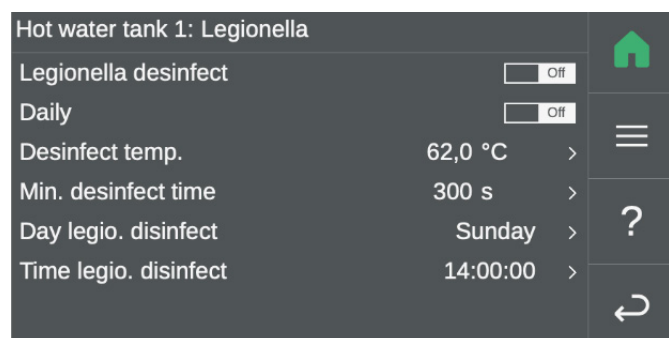 Hot water tank 1: Legionella
Legionella desinfect Off
Daily Off
Desinfect temp. 62,0 °C >
Min. desinfect time 300 s >
Day legio. disinfect Sunday >
Time legio. disinfect 14:00:00 >
?